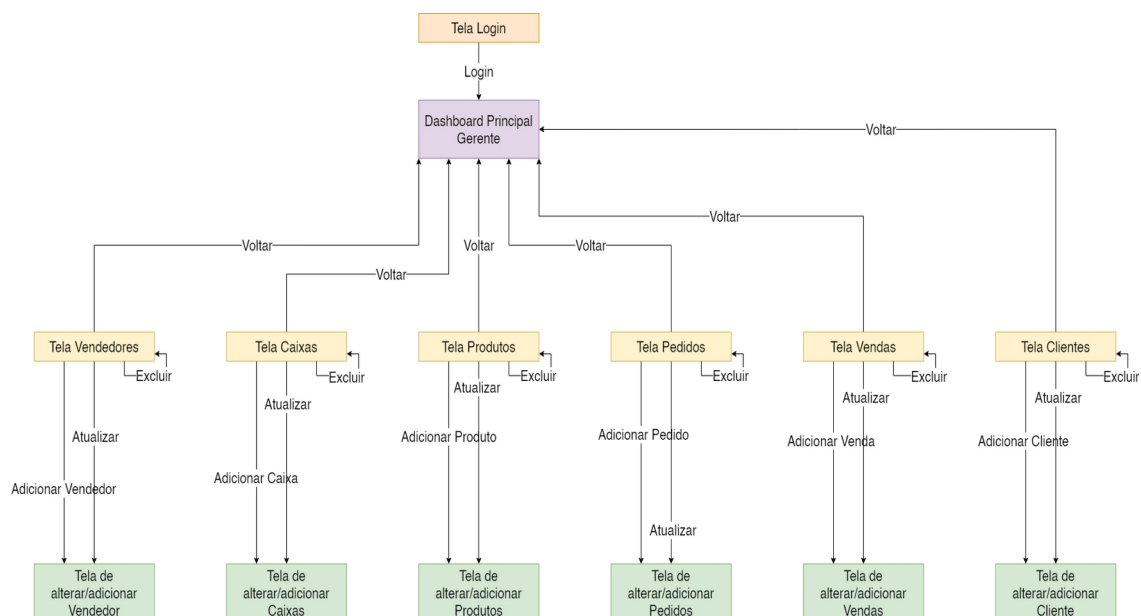 Tela Login
Login
Dashboard Principal
Gerente
Voltar
Voltar
Voltar
Voltar
Voltar
Voltar
Tela Vendedores
Tela Caixas
Tela Produtos
Tela Pedidos
Tela Vendas
Tela Clientes
Excluir
Excluir
Excluir
Excluir
Excluir
Excluir
Atualizar
Atualizar
Atualizar
Atualizar
Atualizar
Atualizar
Adicionar Vendedor
Adicionar Caixa
Adicionar Produto
Adicionar Pedido
Adicionar Venda
Adicionar Cliente
Tela de
alterar/adicionar
Vendedor
Tela de
alterar/adicionar
Caixas
Tela de
alterar/adicionar
Produtos
Tela de
alterar/adicionar
Pedidos
Tela de
alterar/adicionar
Vendas
Tela de
alterar/adicionar
Cliente